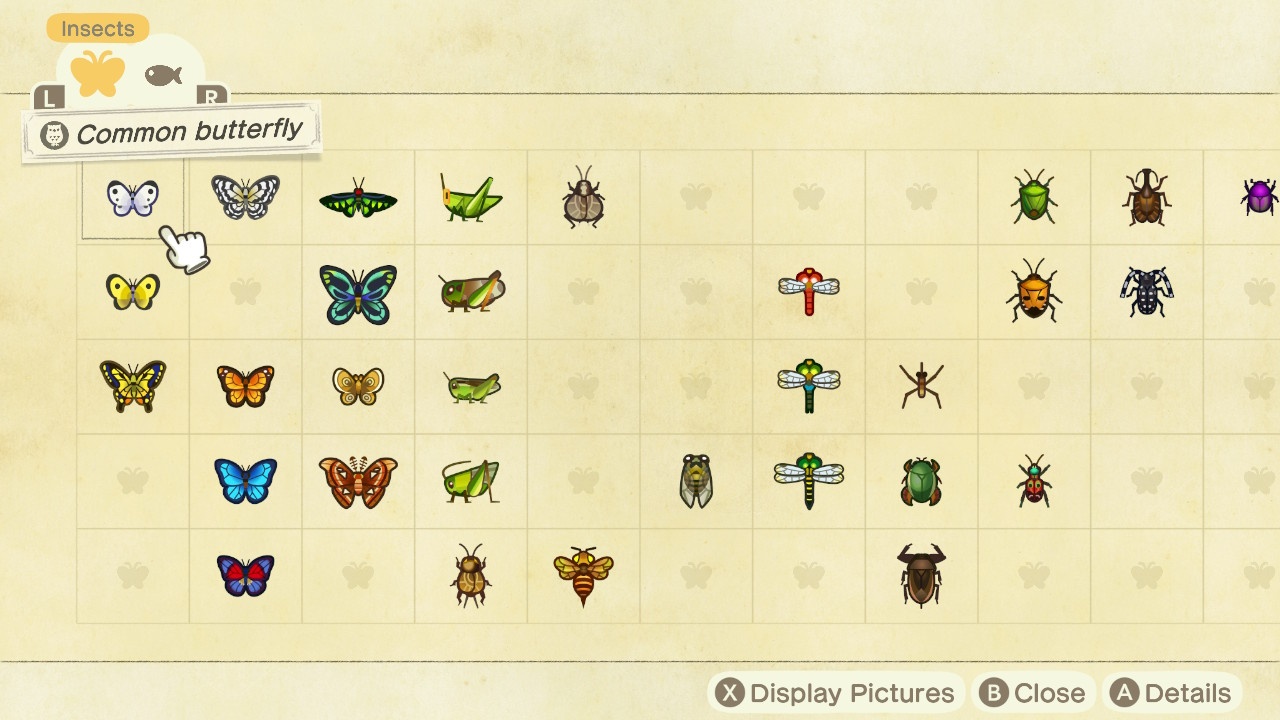 Insects
L
R
Common butterfly
X Display Pictures
B Close
A Details